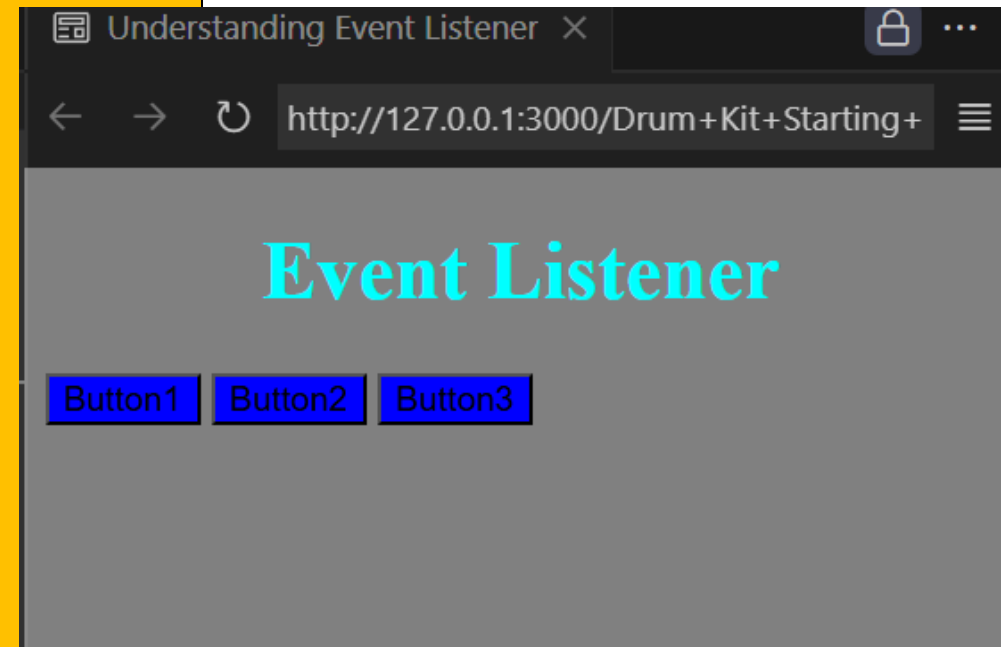 Understanding Event Listener
http://127.0.0.1:3000/Drum+Kit+Starting+
Event Listener
Button1 Button2 Button3